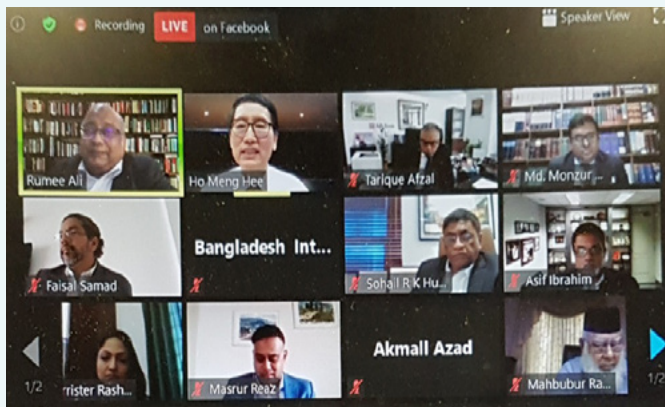 Recording LIVE on Facebook
Speaker View
Rumee Ali
Ho Meng Hee
Tarique Afzal
Md. Monzur ...
Faisal Samad
Bangladesh Int...
Sohail R K Hu...
Asif Ibrahim
rrister Rash...
Masrur Reaz
Akmall Azad
Mahbubur Ra...
1/2
1/2